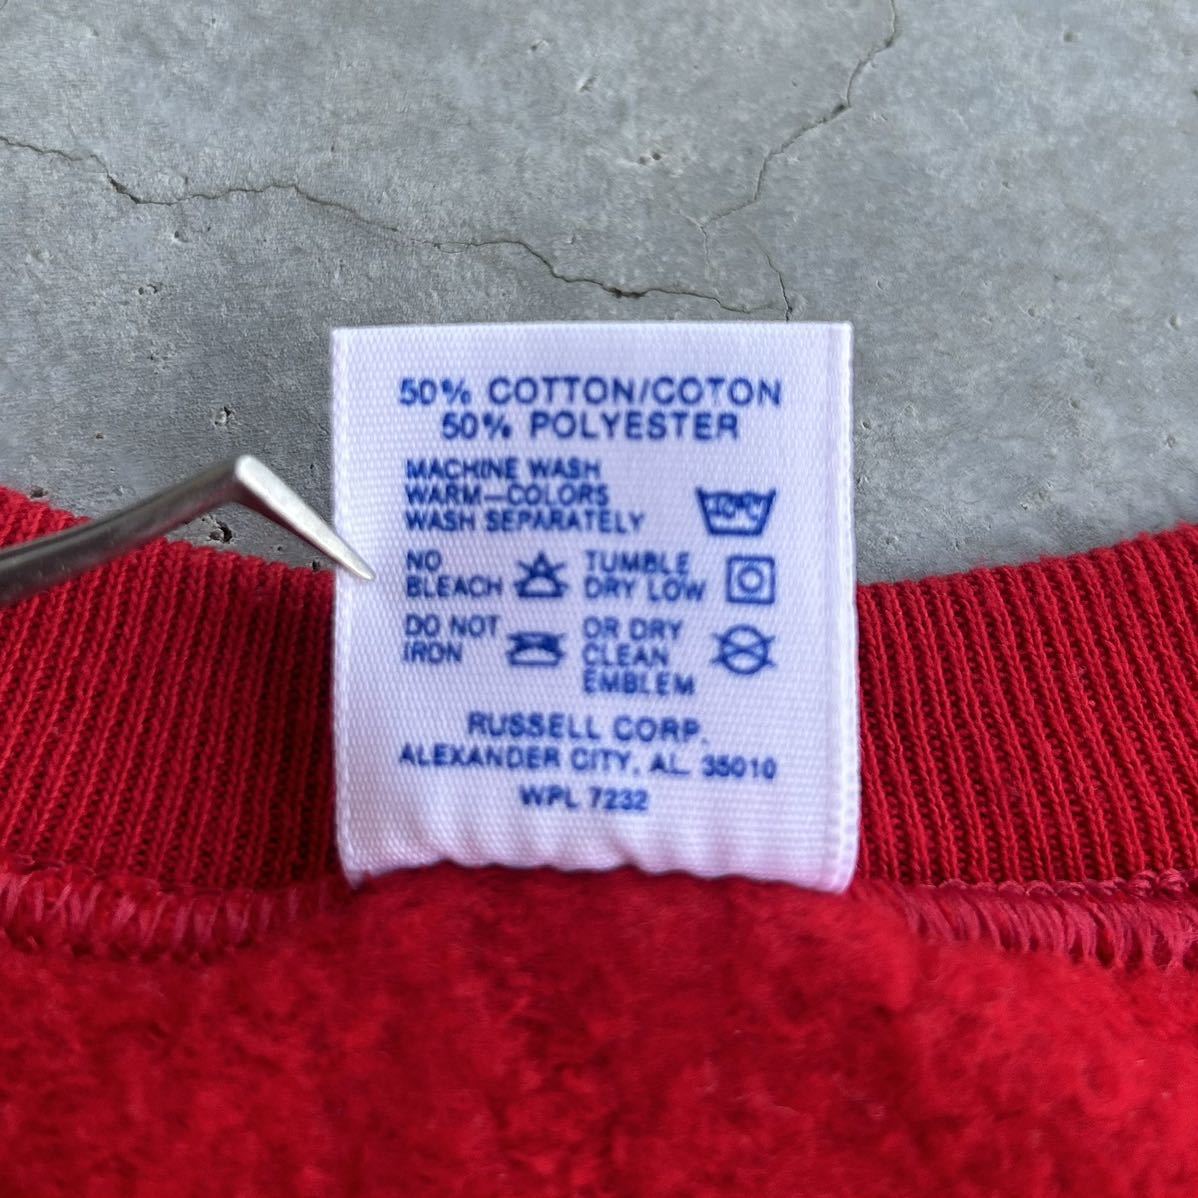 50% COTTON/COTON
50% POLYESTER
MACHINE WASH
WARM—COLORS
WASH SEPARATELY
NO
BLEACH
TUMBLE
DRY LOW
DO NOT
IRON
OR DRY
CLEAN
EMBLEM
RUSSELL CORP.
ALEXANDER CITY, AL 35010
WPL 7232